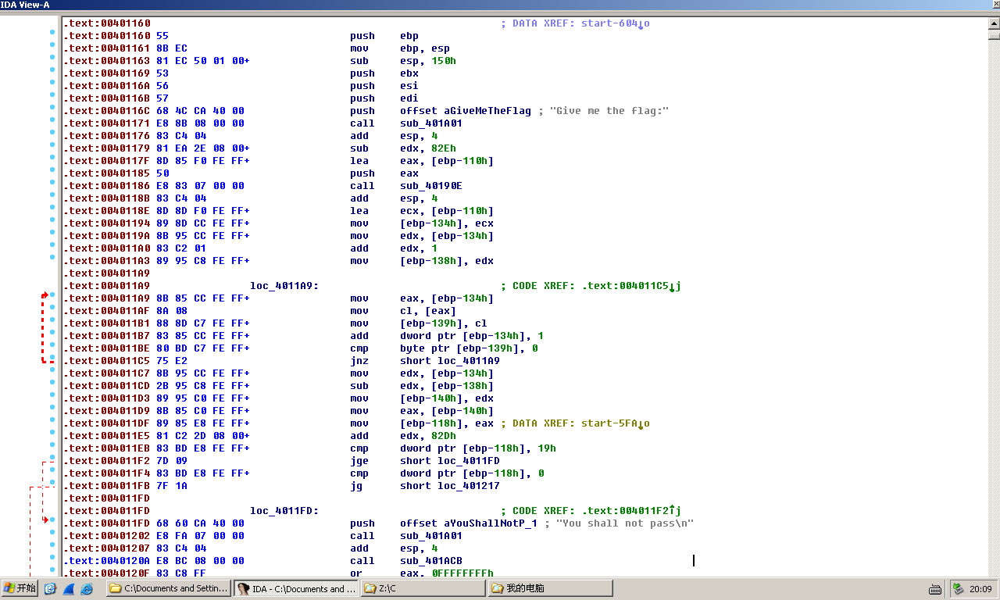 IDA View-A
.text:00401160 ; DATA XREF: start-604↓o
.text:00401160 55 push ebp
.text:00401161 8B EC mov ebp, esp
.text:00401163 81 EC 50 01 00+ sub esp, 150h
.text:00401169 53 push ebx
.text:0040116A 56 push esi
.text:0040116B 57 push edi
.text:0040116C 68 4C CA 40 00 push offset aGiveMeTheFlag ; "Give me the flag:"
.text:00401171 E8 8B 08 00 00 call sub_401A01
.text:00401176 83 C4 04 add esp, 4
.text:00401179 81 EA 2E 08 00+ sub edx, 82Eh
.text:0040117F 8D 85 F0 FE FF+ lea eax, [ebp-110h]
.text:00401185 50 push eax
.text:00401186 E8 83 07 00 00 call sub_40190E
.text:0040118B 83 C4 04 add esp, 4
.text:0040118E 8D 8D F0 FE FF+ lea ecx, [ebp-110h]
.text:00401194 89 8D CC FE FF+ mov [ebp-134h], ecx
.text:0040119A 8B 95 CC FE FF+ mov edx, [ebp-134h]
.text:004011A0 83 C2 01 add edx, 1
.text:004011A3 89 95 C8 FE FF+ mov [ebp-138h], edx
.text:004011A9
.text:004011A9 loc_4011A9: ; CODE XREF: .text:004011C5↓j
.text:004011A9 8B 85 CC FE FF+ mov eax, [ebp-134h]
.text:004011AF 8A 08 mov cl, [eax]
.text:004011B1 88 8D C7 FE FF+ mov [ebp-139h], cl
.text:004011B7 83 85 CC FE FF+ add dword ptr [ebp-134h], 1
.text:004011BE 80 BD C7 FE FF+ cmp byte ptr [ebp-139h], 0
.text:004011C5 75 E2 jnz short loc_4011A9
.text:004011C7 8B 95 CC FE FF+ mov edx, [ebp-134h]
.text:004011CD 2B 95 C8 FE FF+ sub edx, [ebp-138h]
.text:004011D3 89 95 C0 FE FF+ mov [ebp-140h], edx
.text:004011D9 8B 85 C0 FE FF+ mov eax, [ebp-140h]
.text:004011DF 89 85 E8 FE FF+ mov [ebp-118h], eax ; DATA XREF: start-5FA↓o
.text:004011E5 81 C2 2D 08 00+ add edx, 82Dh
.text:004011EB 83 BD E8 FE FF+ cmp dword ptr [ebp-118h], 19h
.text:004011F2 7D 09 jge short loc_4011FD
.text:004011F4 83 BD E8 FE FF+ cmp dword ptr [ebp-118h], 0
.text:004011FB 7F 1A jg short loc_401217
.text:004011FD
.text:004011FD loc_4011FD: ; CODE XREF: .text:004011F2↑j
.text:004011FD 68 60 CA 40 00 push offset aYouShallNotP_1 ; "You shall not pass\n"
.text:00401202 E8 FA 07 00 00 call sub_401A01
.text:00401207 83 C4 04 add esp, 4
.text:0040120A E8 BC 08 00 00 call sub_401ACB
.text:0040120F 83 C8 FF or eax, 0FFFFFFFFh
开始 C:\Documents and Settin... IDA - C:\Documents and ... Z:\C 我的电脑 20:09